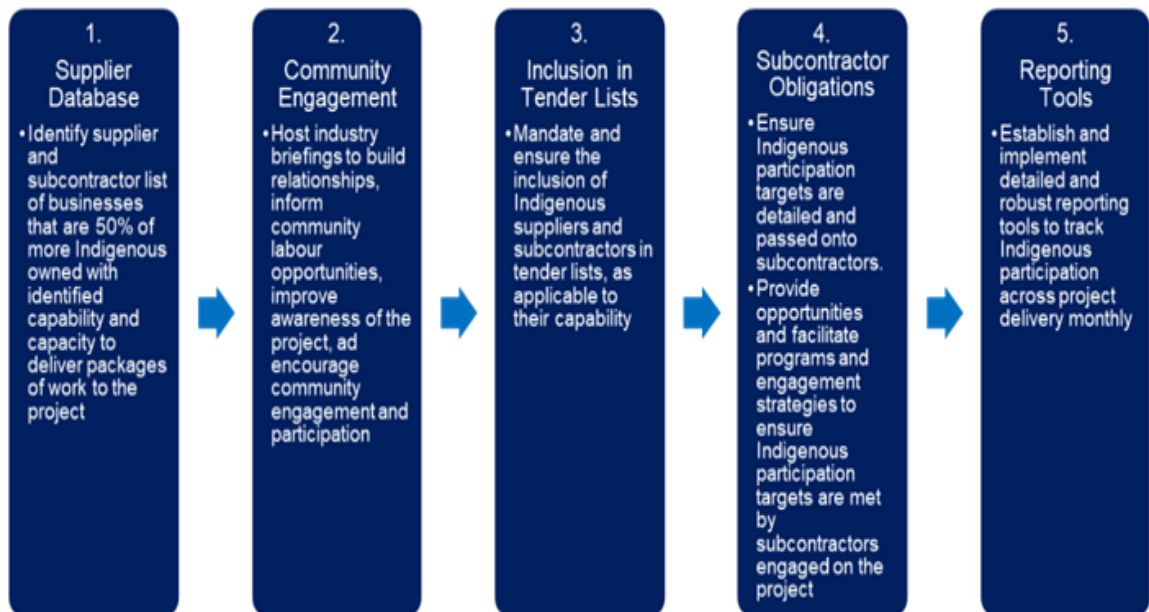 1.
Supplier
Database
•Identify supplier
and
subcontractor list
of businesses
that are 50% of
more Indigenous
owned with
identified
capability and
capacity to
deliver packages
of work to the
project
2.
Community
Engagement
•Host industry
briefings to build
relationships,
inform
community
labour
opportunities,
improve
awareness of the
project, ad
encourage
community
engagement and
participation
3.
Inclusion in
Tender Lists
•Mandate and
ensure the
inclusion of
Indigenous
suppliers and
subcontractors in
tender lists, as
applicable to
their capability
4.
Subcontractor
Obligations
•Ensure
Indigenous
participation
targets are
detailed and
passed onto
subcontractors.
•Provide
opportunities
and facilitate
programs and
engagement
strategies to
ensure
Indigenous
participation
targets are met
by
subcontractors
engaged on the
project
5.
Reporting
Tools
•Establish and
implement
detailed and
robust reporting
tools to track
Indigenous
participation
across project
delivery monthly